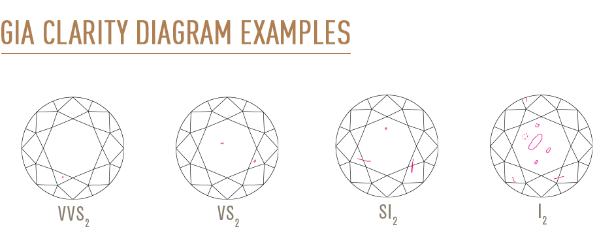 GIA CLARITY DIAGRAM EXAMPLES
VVS₂ VS₂ SI₂ I₂